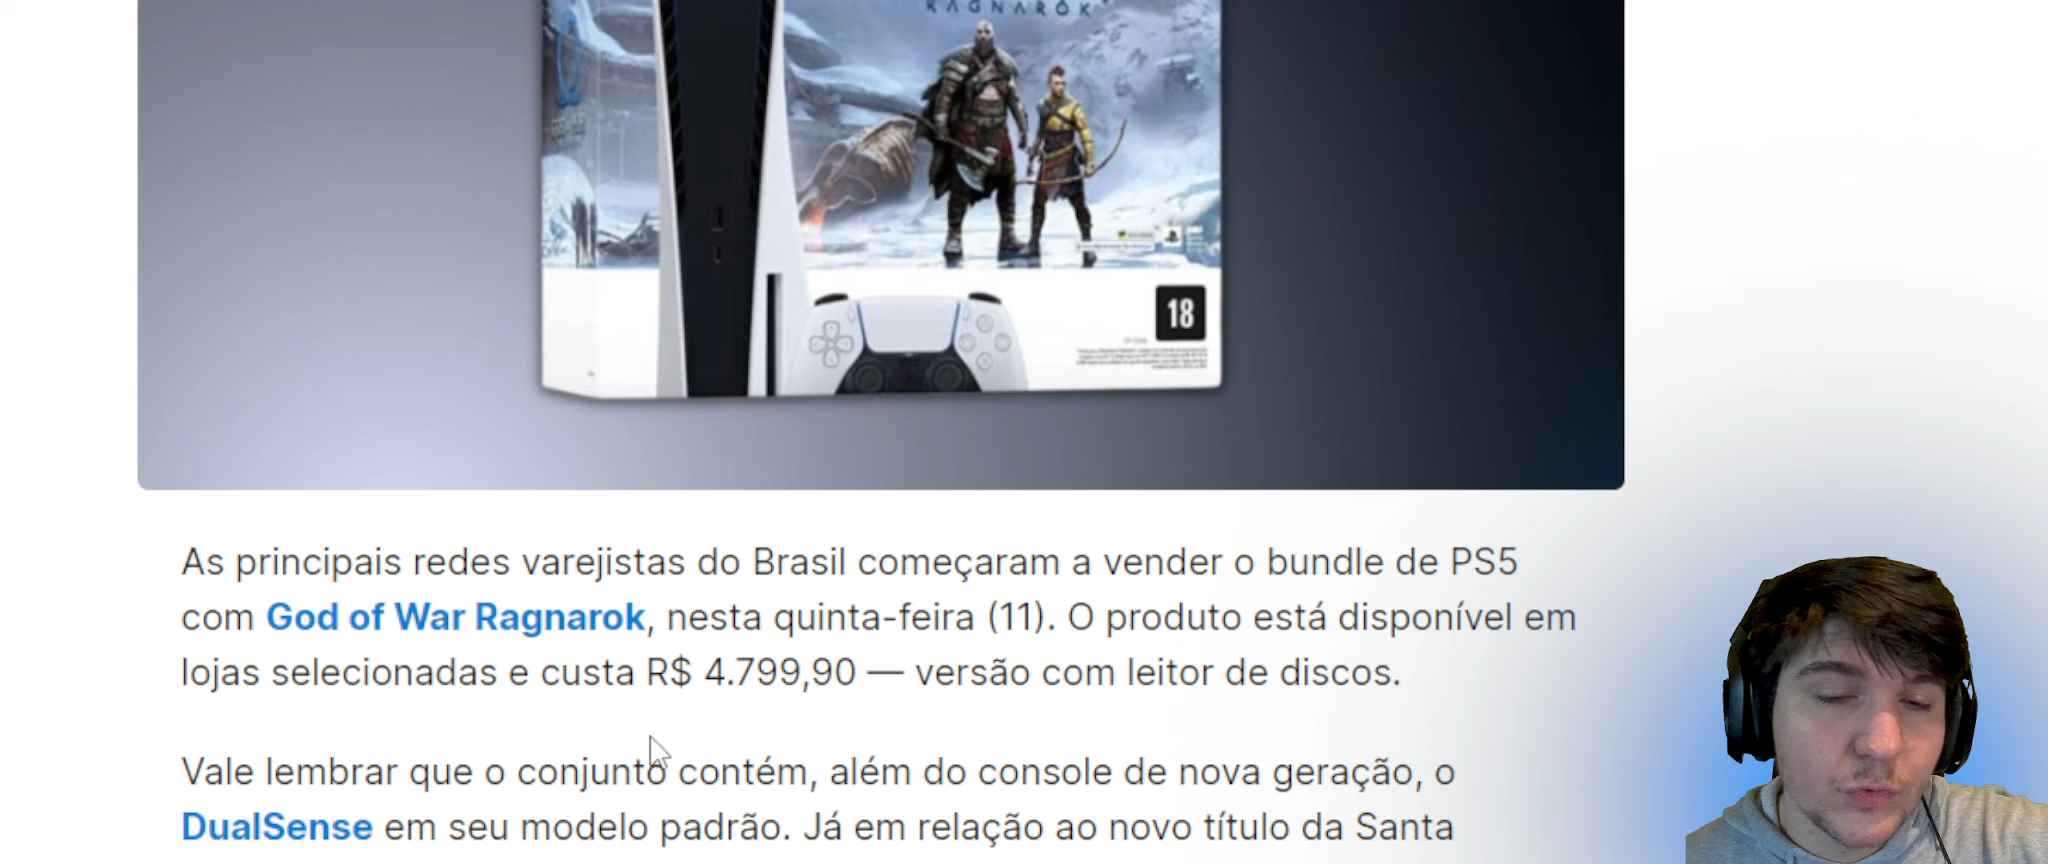 RAGNARÖK
18
As principais redes varejistas do Brasil começaram a vender o bundle de PS5
com God of War Ragnarok, nesta quinta-feira (11). O produto está disponível em
lojas selecionadas e custa R$ 4.799,90 — versão com leitor de discos.
Vale lembrar que o conjunto contém, além do console de nova geração, o
DualSense em seu modelo padrão. Já em relação ao novo título da Santa